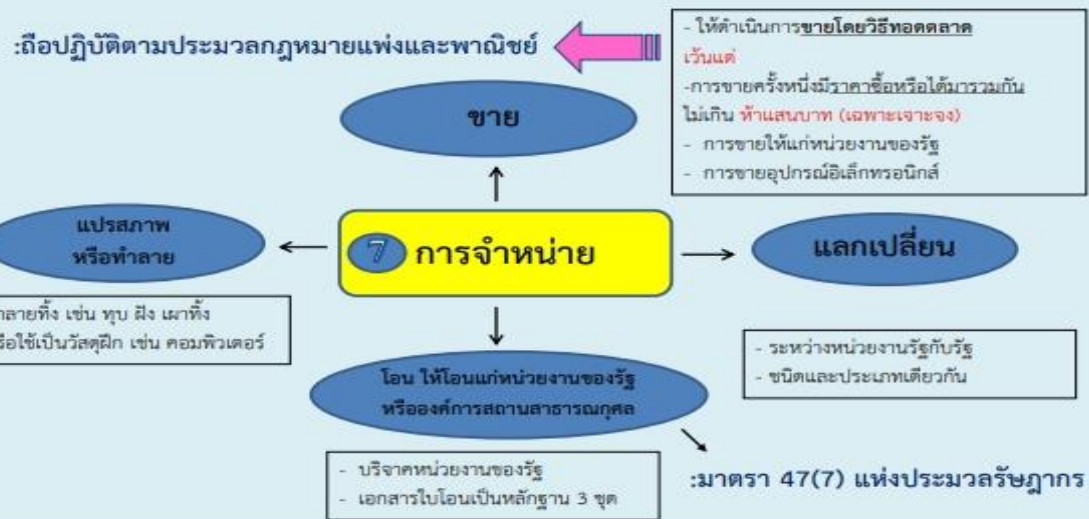 :ถือปฏิบัติตามประมวลกฎหมายแพ่งและพาณิชย์
- ให้ดำเนินการขายโดยวิธีทอดตลาด
เว้นแต่
-การขายครั้งหนึ่งมีราคาซื้อหรือได้มารวมกัน
ไม่เกิน ห้าแสนบาท (เฉพาะเจาะจง)
- การขายให้แก่หน่วยงานของรัฐ
- การขายอุปกรณ์อิเล็กทรอนิกส์
ขาย
แปรสภาพ
หรือทำลาย
7 การจำหน่าย
แลกเปลี่ยน
ทำลายทิ้ง เช่น ทุบ ฝัง เผาทิ้ง
หรือใช้เป็นวัสดุฝึก เช่น คอมพิวเตอร์
- ระหว่างหน่วยงานรัฐกับรัฐ
- ชนิดและประเภทเดียวกัน
โอน ให้โอนแก่หน่วยงานของรัฐ
หรือองค์การสถานสาธารณกุศล
- บริจาคหน่วยงานของรัฐ
- เอกสารใบโอนเป็นหลักฐาน 3 ชุด
:มาตรา 47(7) แห่งประมวลรัษฎากร